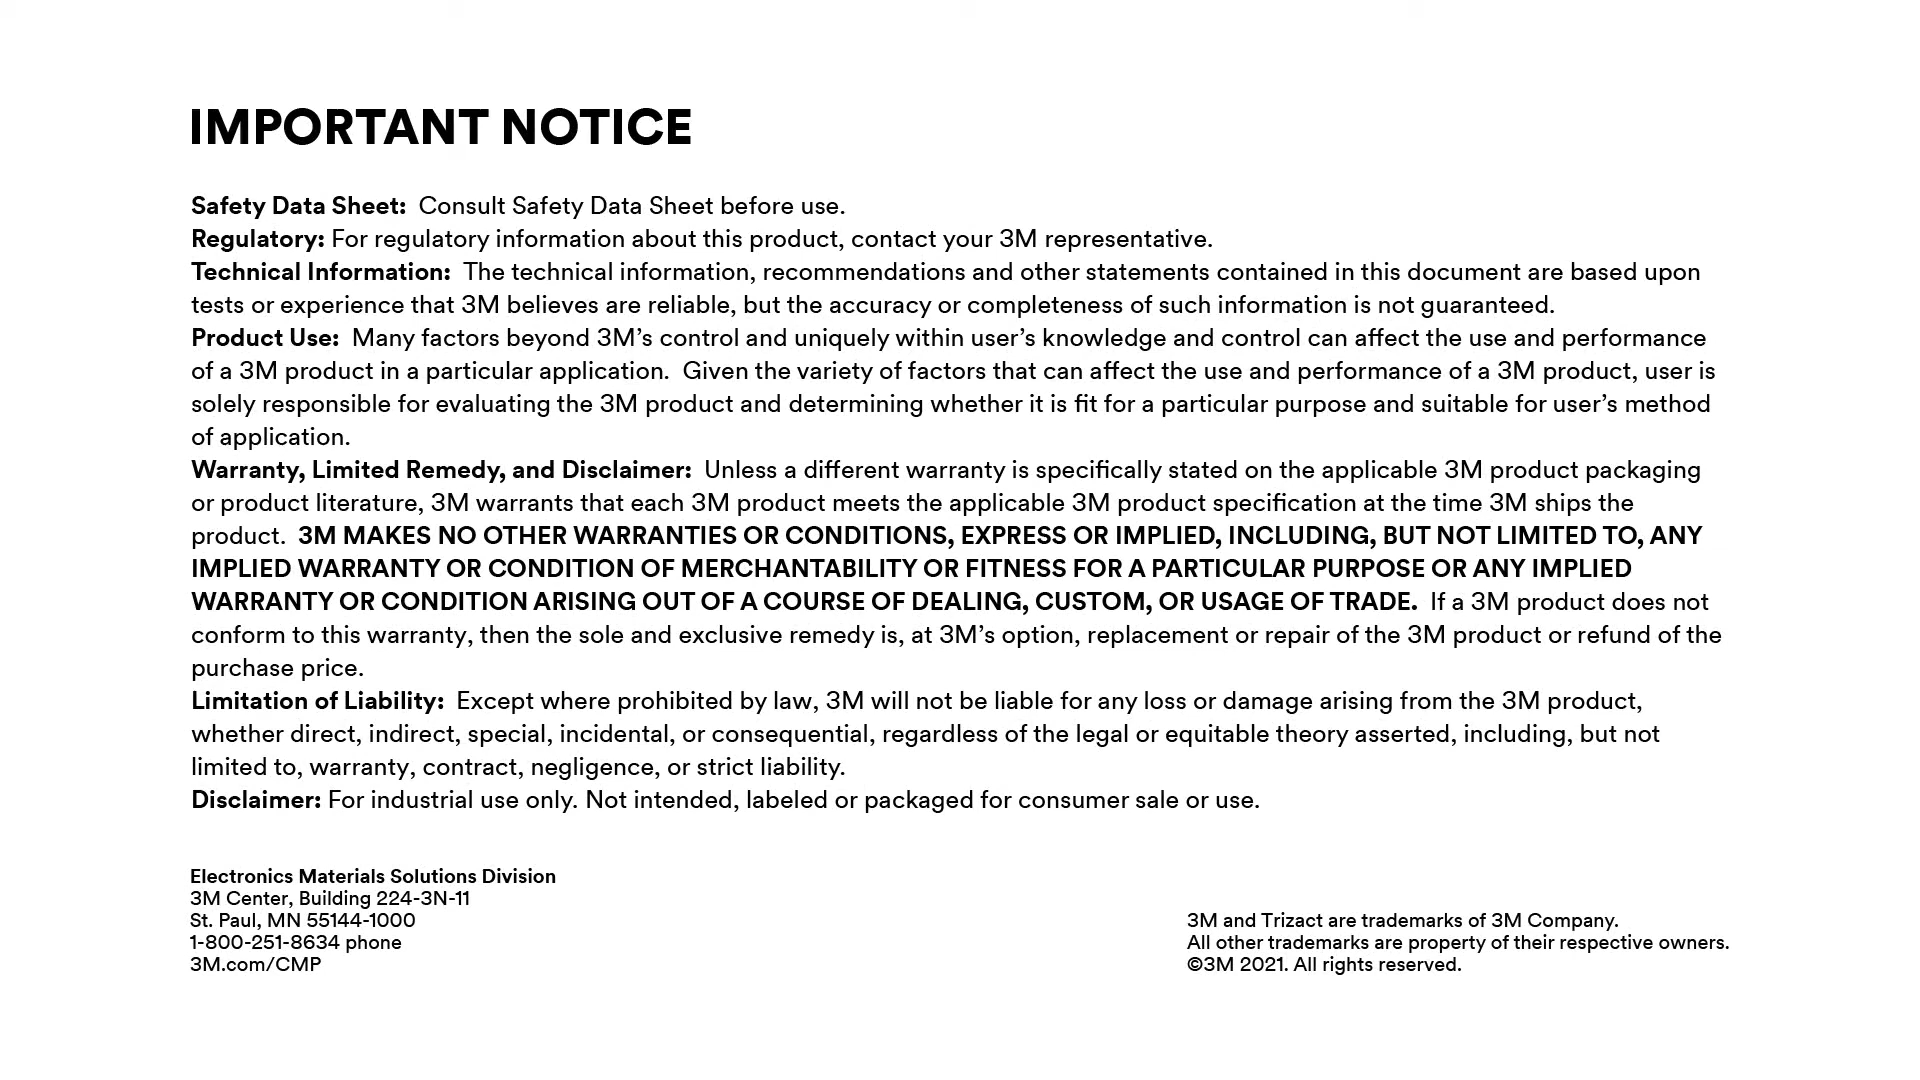 IMPORTANT NOTICE
Safety Data Sheet: Consult Safety Data Sheet before use.
Regulatory: For regulatory information about this product, contact your 3M representative.
Technical Information: The technical information, recommendations and other statements contained in this document are based upon
tests or experience that 3M believes are reliable, but the accuracy or completeness of such information is not guaranteed.
Product Use: Many factors beyond 3M’s control and uniquely within user’s knowledge and control can affect the use and performance
of a 3M product in a particular application. Given the variety of factors that can affect the use and performance of a 3M product, user is
solely responsible for evaluating the 3M product and determining whether it is fit for a particular purpose and suitable for user’s method
of application.
Warranty, Limited Remedy, and Disclaimer: Unless a different warranty is specifically stated on the applicable 3M product packaging
or product literature, 3M warrants that each 3M product meets the applicable 3M product specification at the time 3M ships the
product. 3M MAKES NO OTHER WARRANTIES OR CONDITIONS, EXPRESS OR IMPLIED, INCLUDING, BUT NOT LIMITED TO, ANY
IMPLIED WARRANTY OR CONDITION OF MERCHANTABILITY OR FITNESS FOR A PARTICULAR PURPOSE OR ANY IMPLIED
WARRANTY OR CONDITION ARISING OUT OF A COURSE OF DEALING, CUSTOM, OR USAGE OF TRADE. If a 3M product does not
conform to this warranty, then the sole and exclusive remedy is, at 3M’s option, replacement or repair of the 3M product or refund of the
purchase price.
Limitation of Liability: Except where prohibited by law, 3M will not be liable for any loss or damage arising from the 3M product,
whether direct, indirect, special, incidental, or consequential, regardless of the legal or equitable theory asserted, including, but not
limited to, warranty, contract, negligence, or strict liability.
Disclaimer: For industrial use only. Not intended, labeled or packaged for consumer sale or use.
Electronics Materials Solutions Division
3M Center, Building 224-3N-11
St. Paul, MN 55144-1000
1-800-251-8634 phone
3M.com/CMP
3M and Trizact are trademarks of 3M Company.
All other trademarks are property of their respective owners.
©3M 2021. All rights reserved.